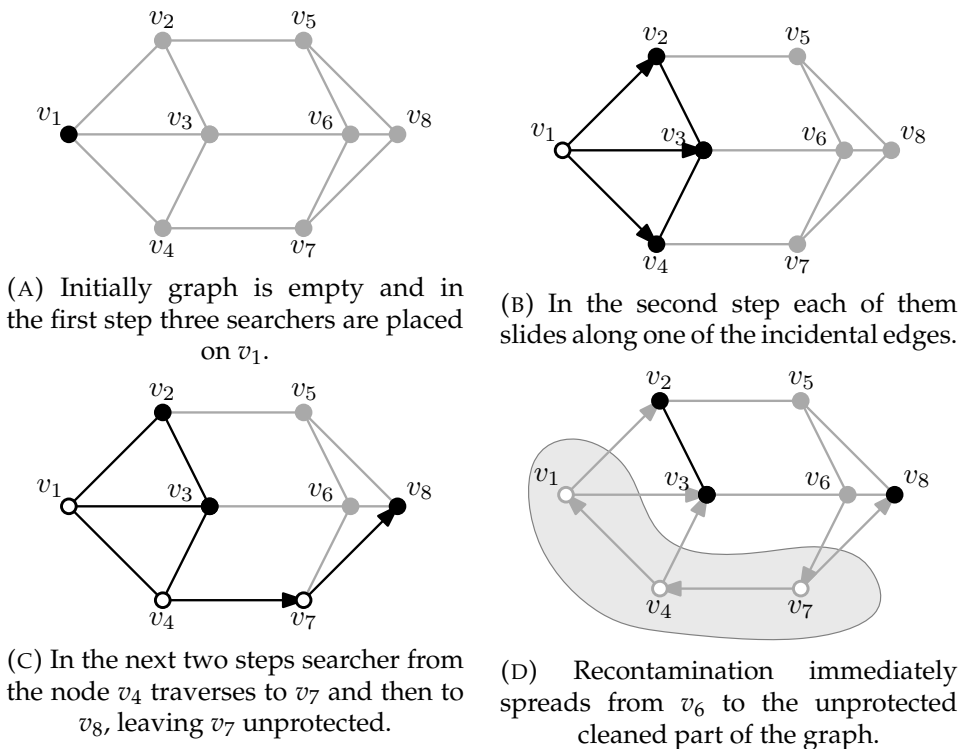 v2 v5
v1 v3 v6 v8
v4 v7
(A) Initially graph is empty and in
the first step three searchers are placed
on v1.
v2 v5
v1 v3 v6 v8
v4 v7
(B) In the second step each of them
slides along one of the incidental edges.
v2 v5
v1 v3 v6 v8
v4 v7
(C) In the next two steps searcher from
the node v4 traverses to v7 and then to
v8, leaving v7 unprotected.
v2 v5
v1 v3 v6 v8
v4 v7
(D) Recontamination immediately
spreads from v6 to the unprotected
cleaned part of the graph.